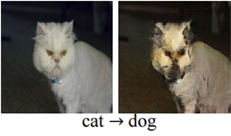 cat → dog